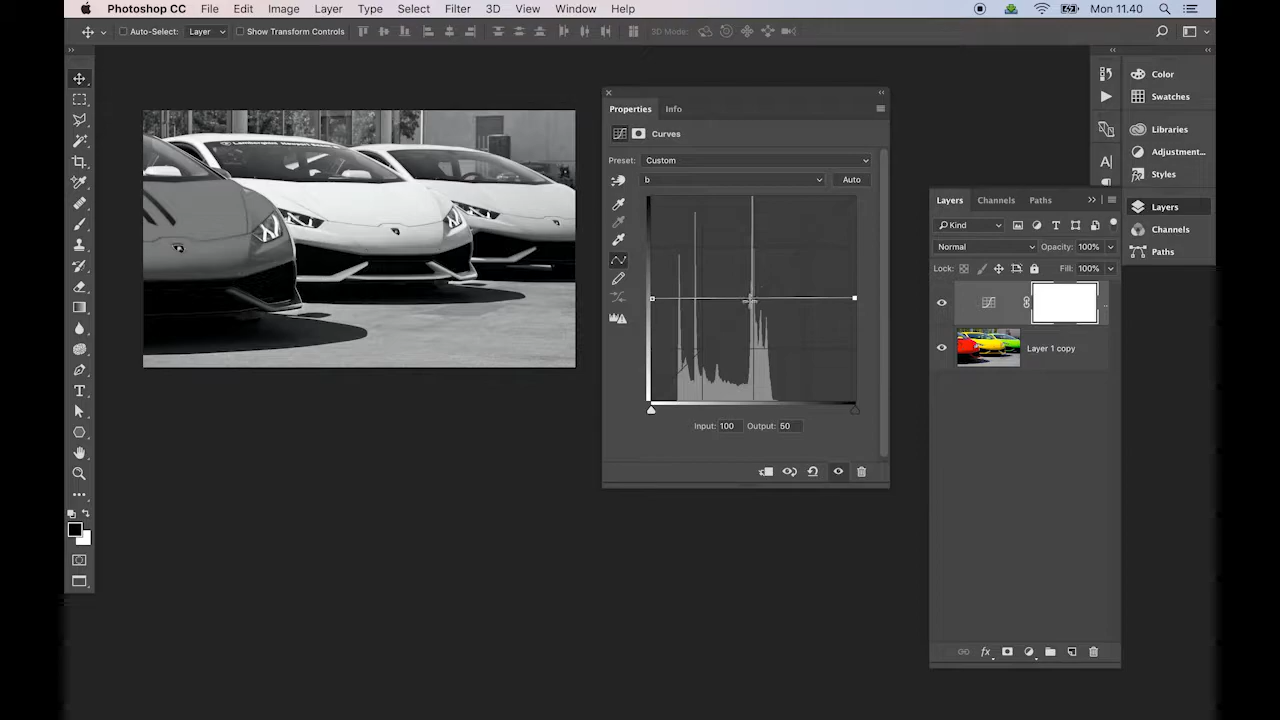 Photoshop CC File Edit Image Layer Type Select Filter 3D View Window Help Mon 11.40
Auto-Select: Layer Show Transform Controls 3D Mode:
Properties Info
Curves
Preset: Custom
b Auto
Input: 100 Output: 50
Color
Swatches
Libraries
Adjustment...
Styles
Layers
Channels
Paths
Layers Channels Paths
Kind
Normal Opacity: 100%
Lock: Fill: 100%
Layer 1 copy
fx